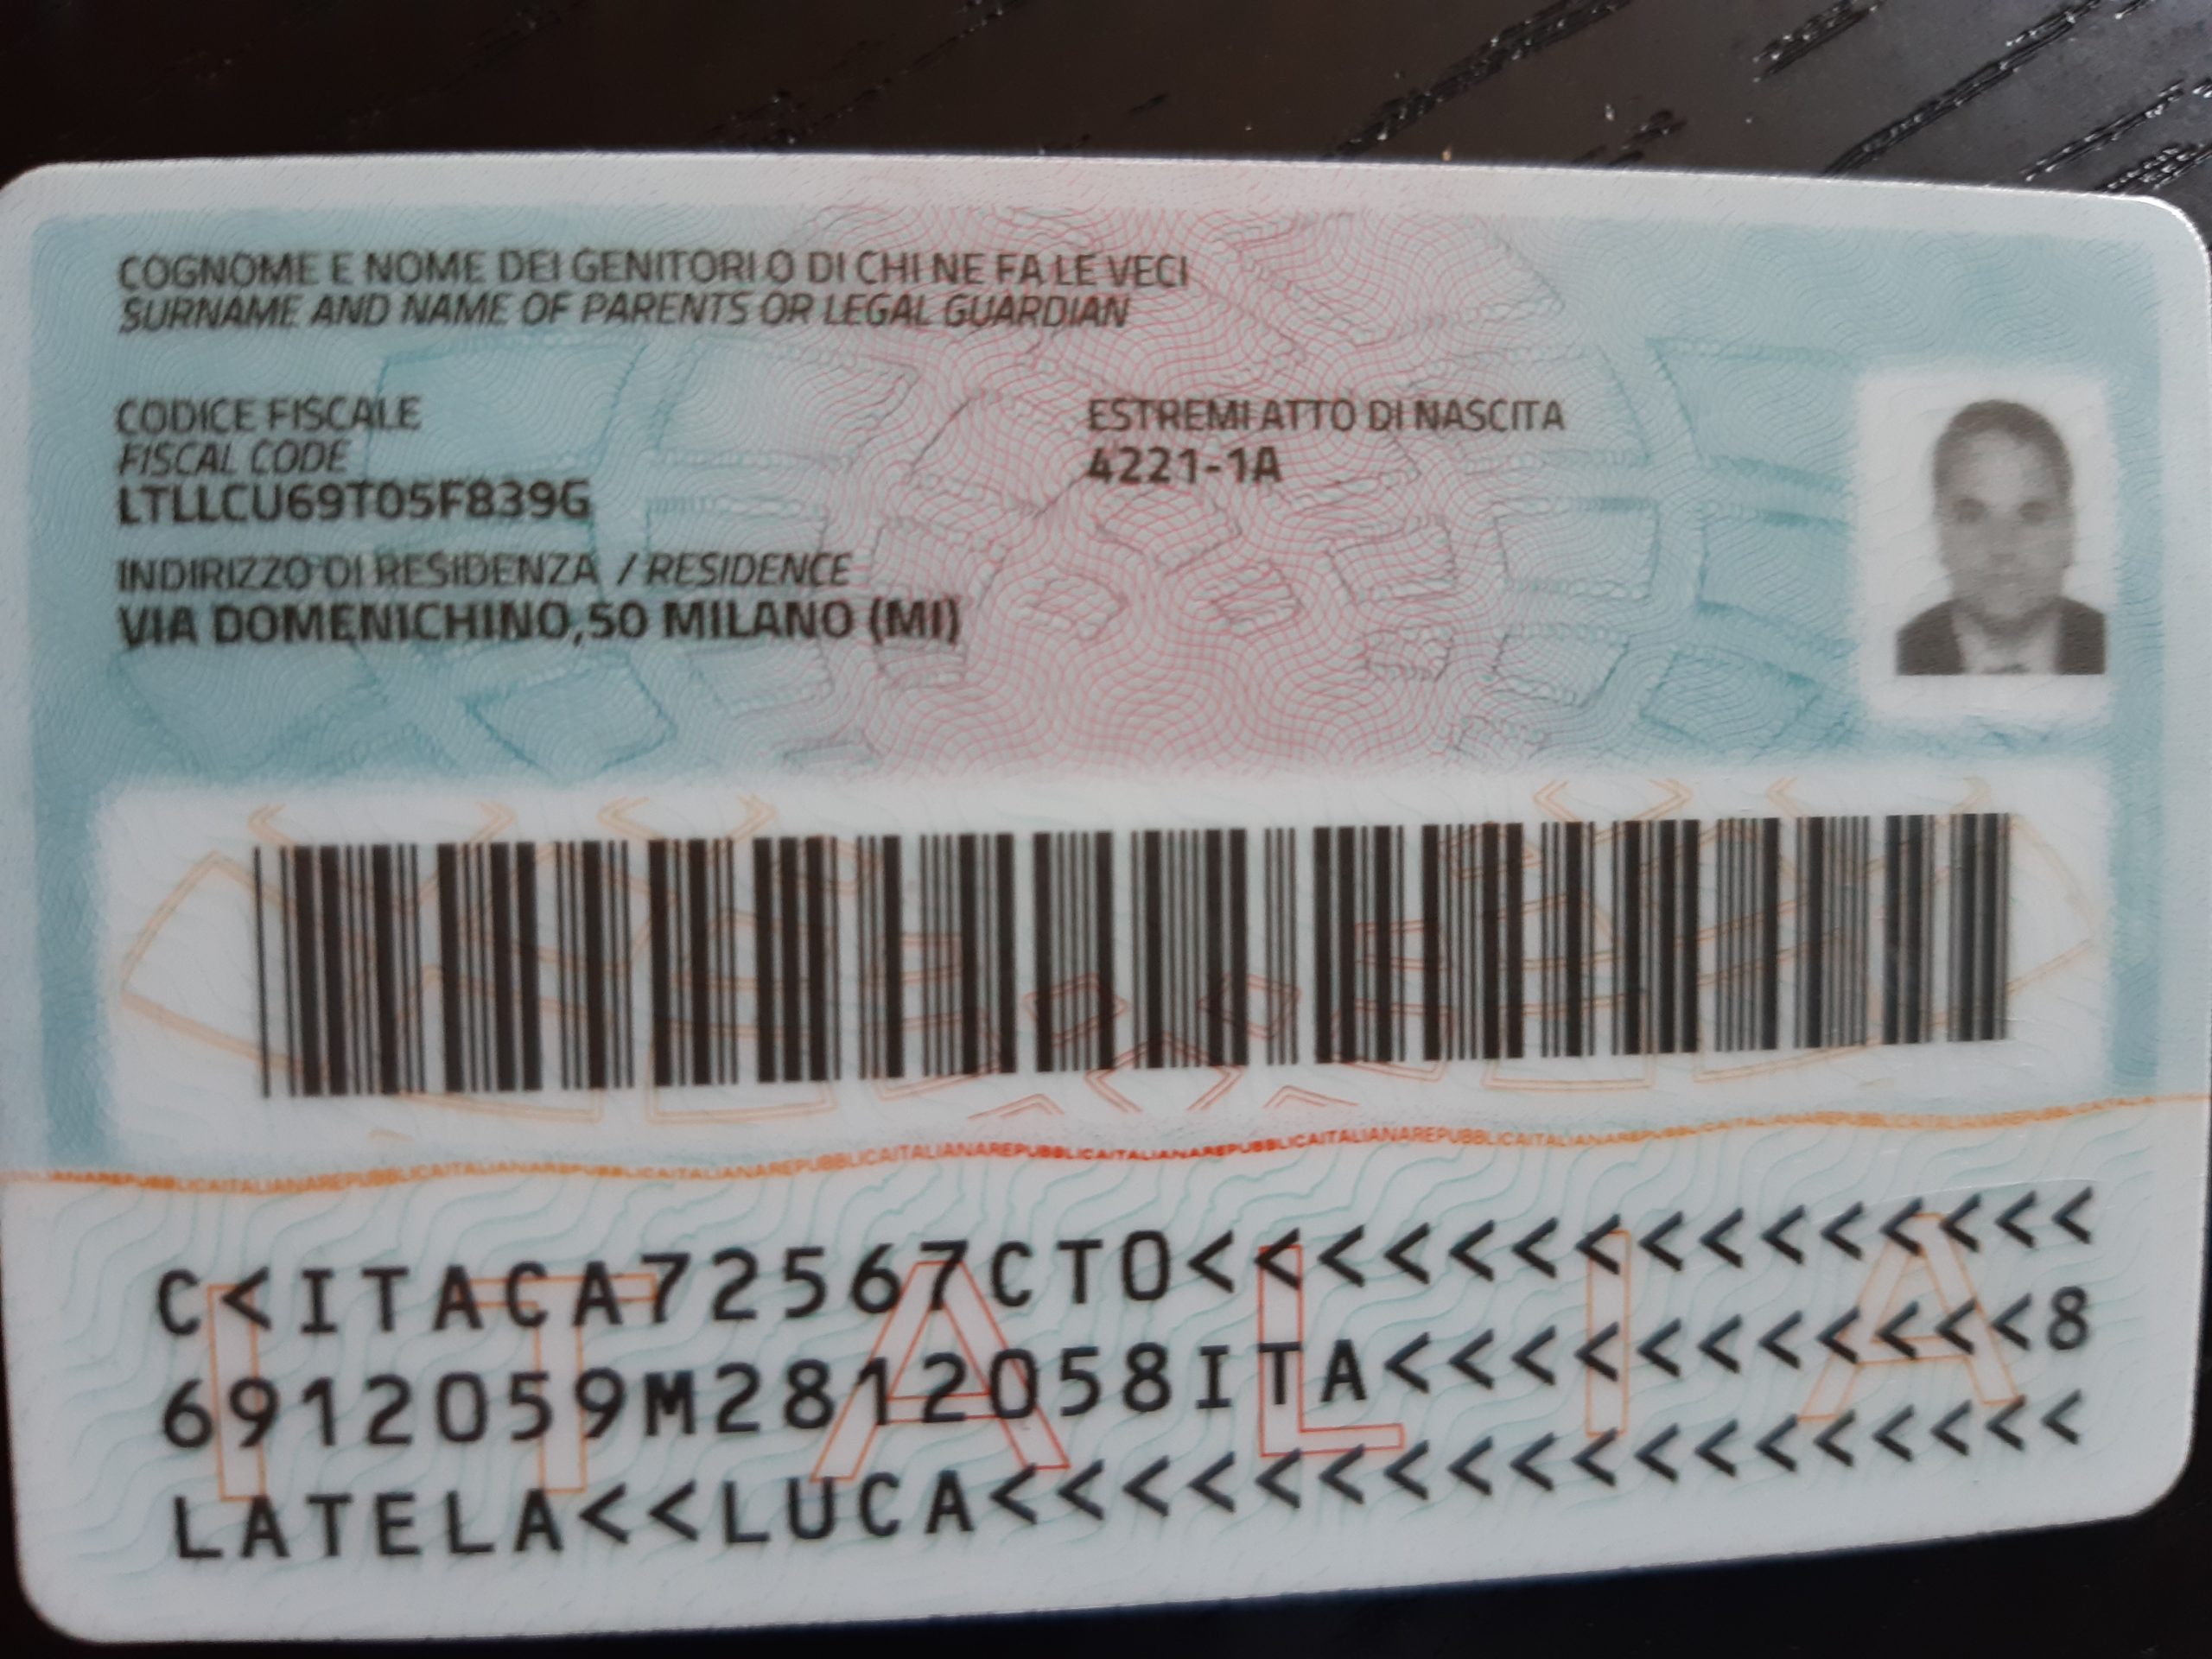 COGNOME E NOME DEI GENITORI O DI CHI NE FA LE VECI
SURNAME AND NAME OF PARENTS OR LEGAL GUARDIAN
CODICE FISCALE
FISCAL CODE
LTLLCU69T05F839G
ESTREMI ATTO DI NASCITA
4221-1A
INDIRIZZO DI RESIDENZA / RESIDENCE
VIA DOMENICHINO,50 MILANO (MI)
REPUBBLICAITALIANAREPUBBLICAITALIANAREPUBBLICAITALIANAREPUBBLICAITALIANAREPUBBLICAITALIANA
ITALIA
C<ITACA72567CT0<<<<<<<<<<<<<<<
6912059M2812058ITA<<<<<<<<<<<8
LATELA<<LUCA<<<<<<<<<<<<<<<<<<